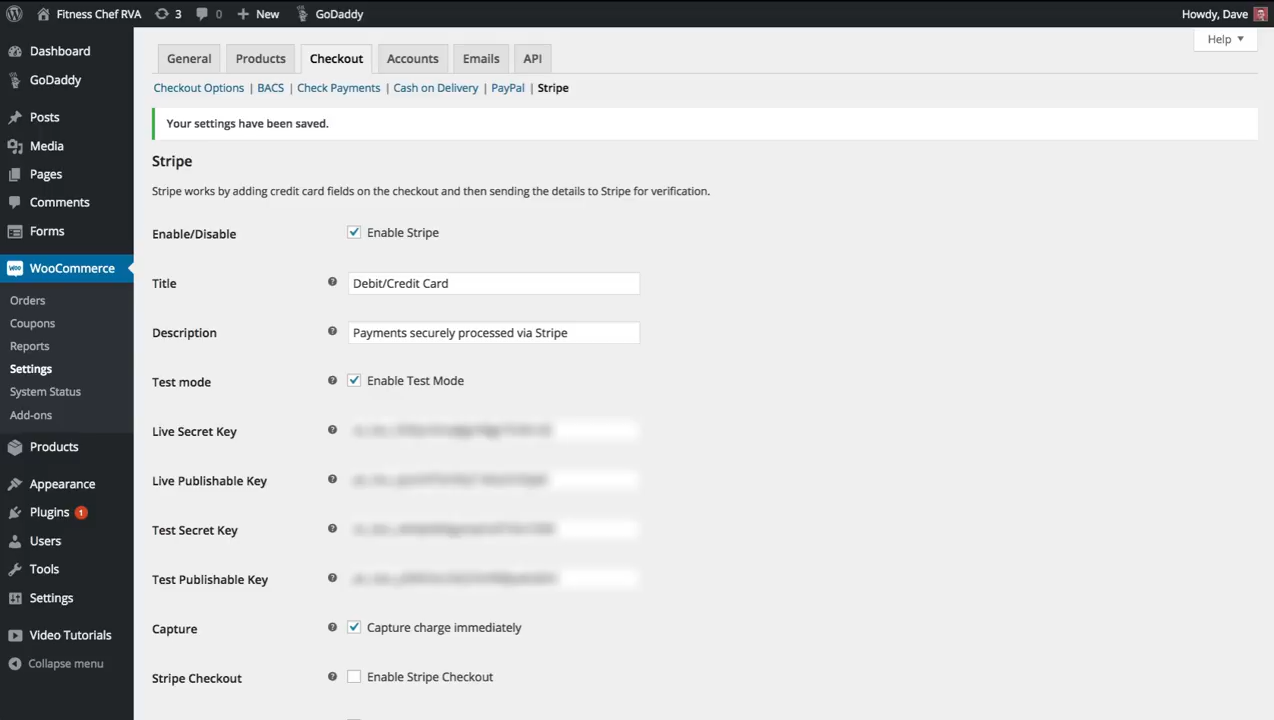 Fitness Chef RVA 3 0 New GoDaddy Howdy, Dave
Help
Dashboard
GoDaddy
Posts
Media
Pages
Comments
Forms
WooCommerce
Orders
Coupons
Reports
Settings
System Status
Add-ons
Products
Appearance
Plugins 1
Users
Tools
Settings
Video Tutorials
Collapse menu
General Products Checkout Accounts Emails API
Checkout Options | BACS | Check Payments | Cash on Delivery | PayPal | Stripe
Your settings have been saved.
Stripe
Stripe works by adding credit card fields on the checkout and then sending the details to Stripe for verification.
Enable/Disable Enable Stripe
Title Debit/Credit Card
Description Payments securely processed via Stripe
Test mode Enable Test Mode
Live Secret Key
Live Publishable Key
Test Secret Key
Test Publishable Key
Capture Capture charge immediately
Stripe Checkout Enable Stripe Checkout